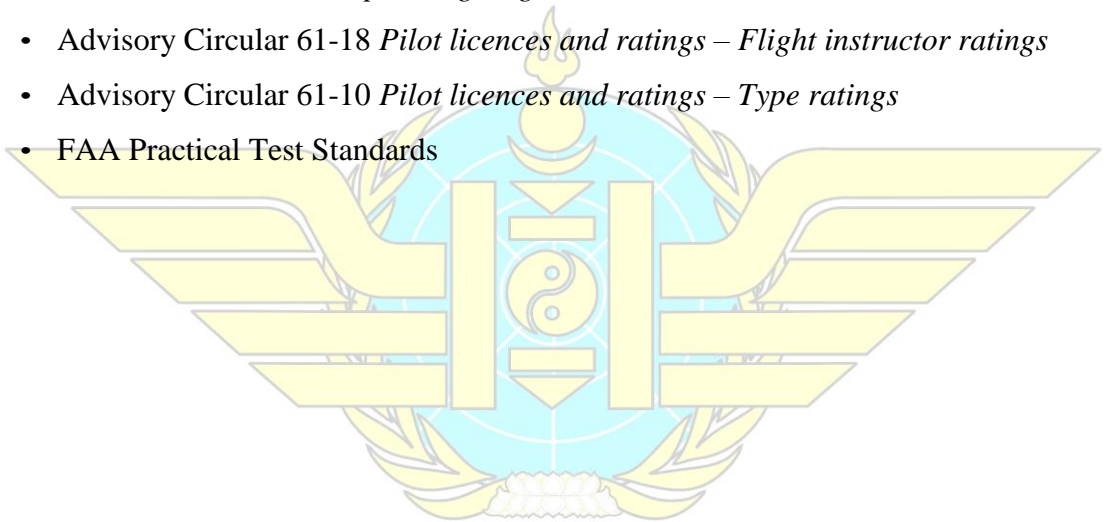 • Advisory Circular 61-18 Pilot licences and ratings – Flight instructor ratings
• Advisory Circular 61-10 Pilot licences and ratings – Type ratings
• FAA Practical Test Standards